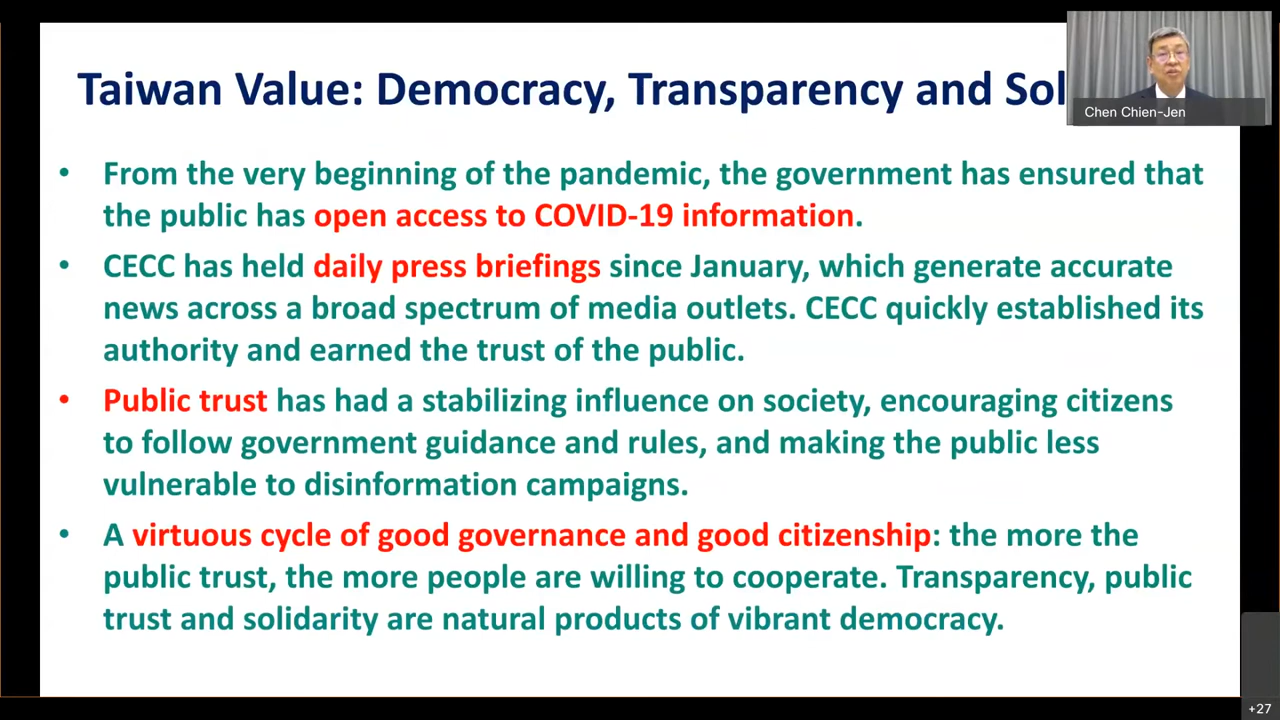 Taiwan Value: Democracy, Transparency and Sol
Chen Chien-Jen
• From the very beginning of the pandemic, the government has ensured that
the public has open access to COVID-19 information.
• CECC has held daily press briefings since January, which generate accurate
news across a broad spectrum of media outlets. CECC quickly established its
authority and earned the trust of the public.
• Public trust has had a stabilizing influence on society, encouraging citizens
to follow government guidance and rules, and making the public less
vulnerable to disinformation campaigns.
• A virtuous cycle of good governance and good citizenship: the more the
public trust, the more people are willing to cooperate. Transparency, public
trust and solidarity are natural products of vibrant democracy.
+27